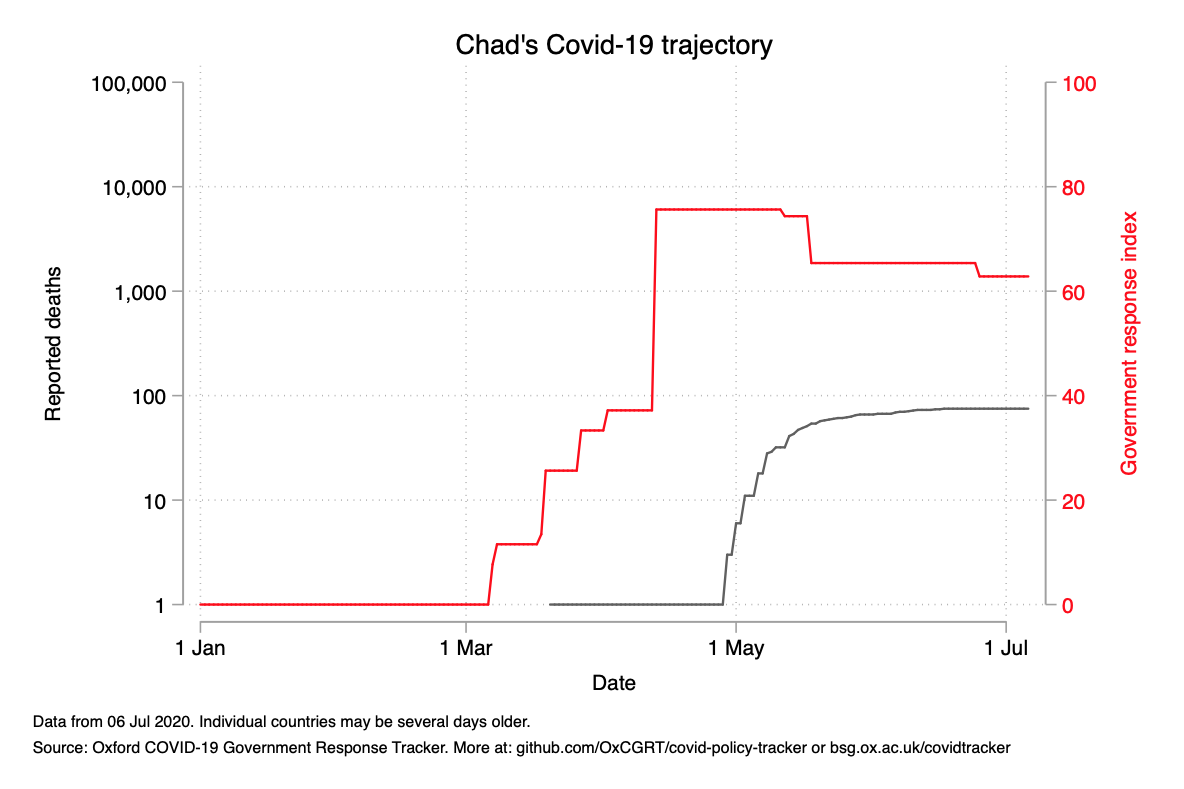 Chad's Covid-19 trajectory
100,000
10,000
1,000
100
10
1
Reported deaths
100
80
60
40
20
0
Government response index
1 Jan
1 Mar
1 May
1 Jul
Date
Data from 06 Jul 2020. Individual countries may be several days older.
Source: Oxford COVID-19 Government Response Tracker. More at: github.com/OxCGRT/covid-policy-tracker or bsg.ox.ac.uk/covidtracker